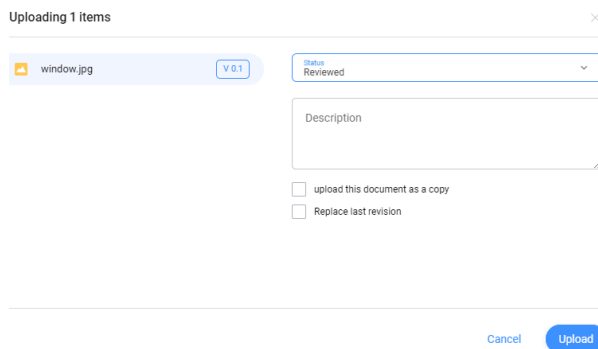 Uploading 1 items
window.jpg
V 0.1
Status
Reviewed
Description
upload this document as a copy
Replace last revision
Cancel
Upload